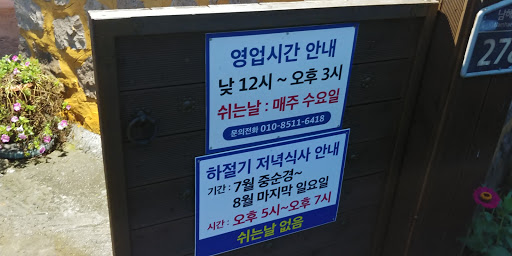 영업시간 안내
낮 12시 ~ 오후 3시
쉬는날 : 매주 수요일
문의전화 010-8511-6418
하절기 저녁식사 안내
기간 : 7월 중순경~
8월 마지막 일요일
시간 : 오후 5시~오후 7시
쉬는날 없음